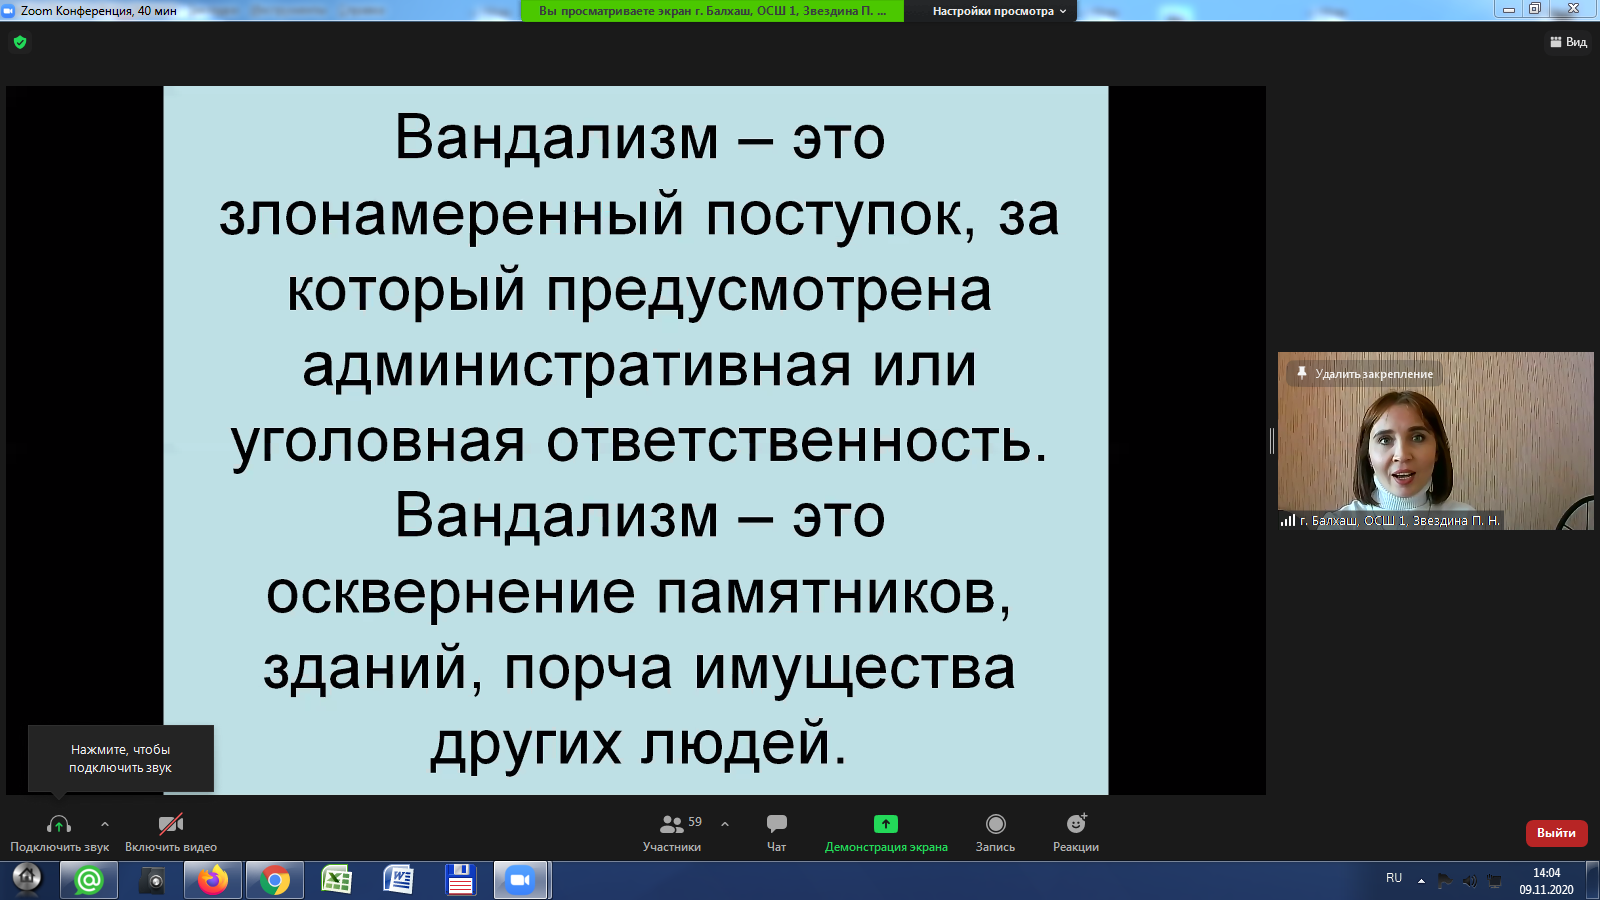 Zoom Конференция, 40 мин
Вы просматриваете экран г. Балхаш, ОСШ 1, Звездина П. ...
Настройки просмотра
Вид
Вандализм – это
злонамеренный поступок, за
который предусмотрена
административная или
уголовная ответственность.
Вандализм – это
осквернение памятников,
зданий, порча имущества
других людей.
Удалить закрепление
г. Балхаш, ОСШ 1, Звездина П. Н.
Нажмите, чтобы
подключить звук
Подключить звук
Включить видео
59
Участники
Чат
Демонстрация экрана
Запись
Реакции
Выйти
RU
14:04
09.11.2020